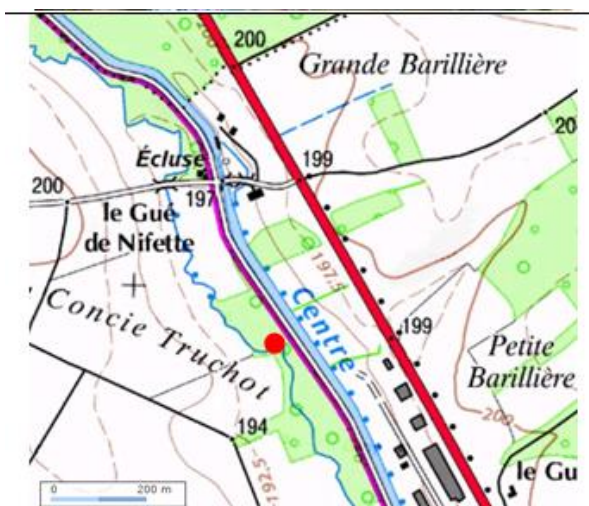 200
Grande Barillière
20
Écluse
199
200
197
le Gué
de Nifette
197.5
Centre
Concie Truchot
199
Petite
Barillière
200
194
le Gu
192.5
0 200 m